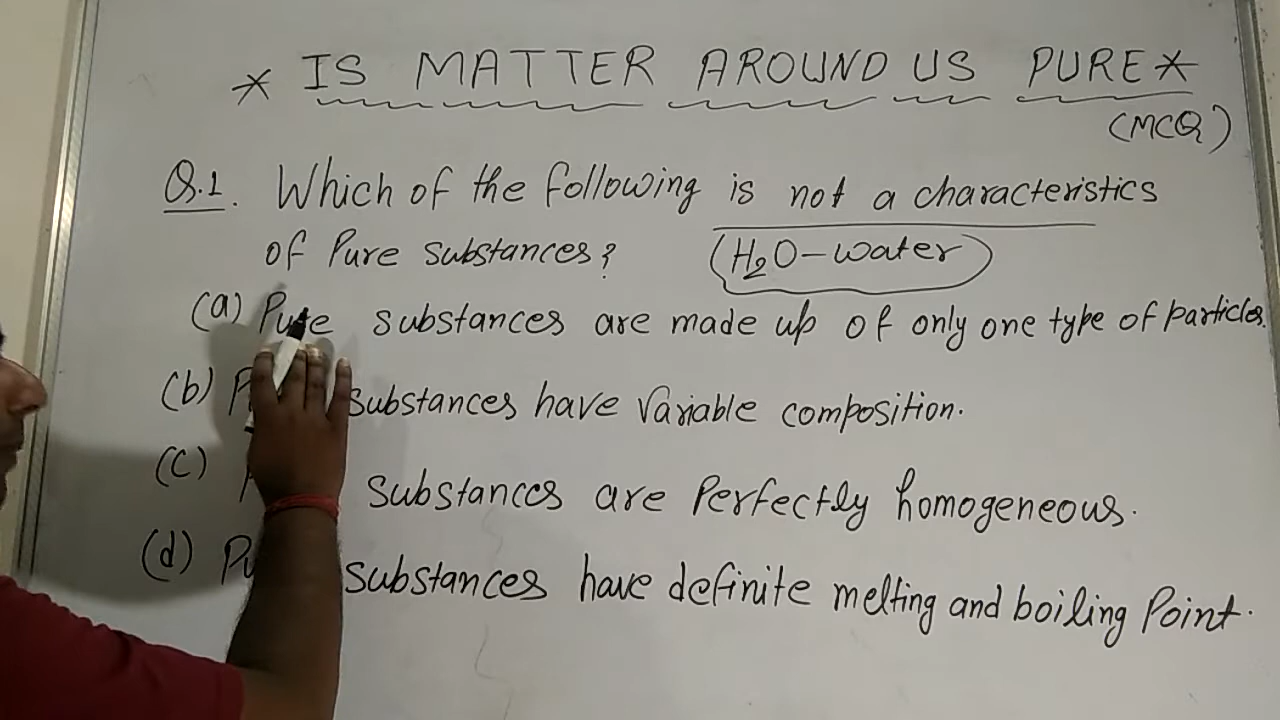 * IS MATTER AROUND US PURE *
(MCQ)
Q.1. Which of the following is not a characteristics
of Pure substances?
(H2O-water)
(a) Pure substances are made up of only one type of particles.
(b) substances have Variable composition.
(c) substances are Perfectly homogeneous.
(d) substances have definite melting and boiling Point.